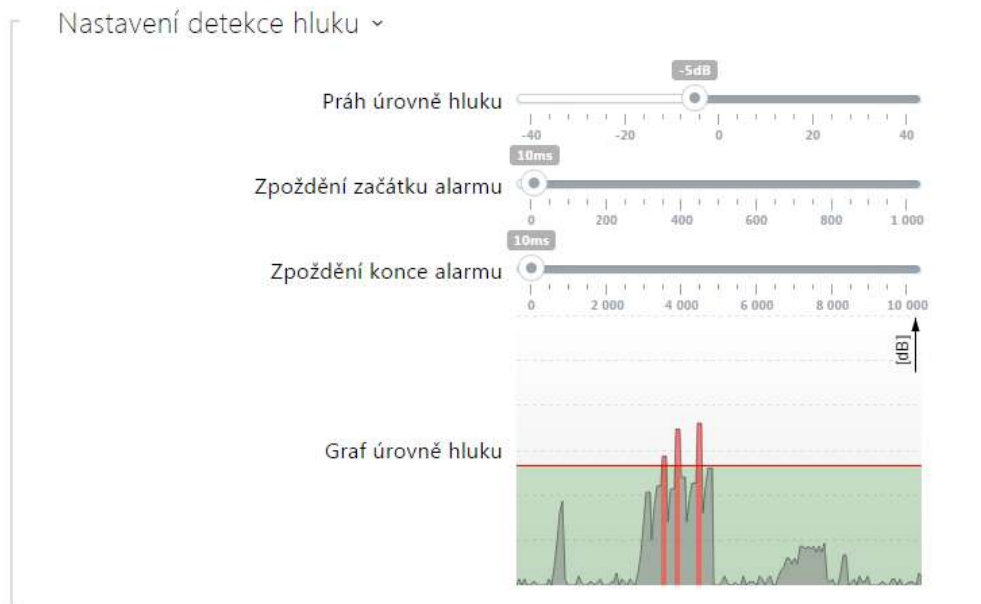 Nastavení detekce hluku
-5dB
Práh úrovně hluku
-40 -20 0 20 40
10ms
Zpoždění začátku alarmu
0 200 400 600 800 1 000
10ms
Zpoždění konce alarmu
0 2 000 4 000 6 000 8 000 10 000
[dB]
Graf úrovně hluku